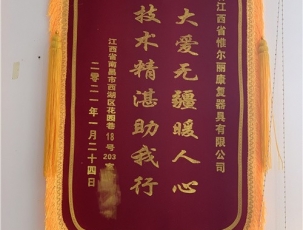 江西省惟尔丽康复器具有限公司
大爱无疆暖人心
技术精湛助我行
江西省南昌市西湖区花园巷18号203室
二零二一年一月二十四日